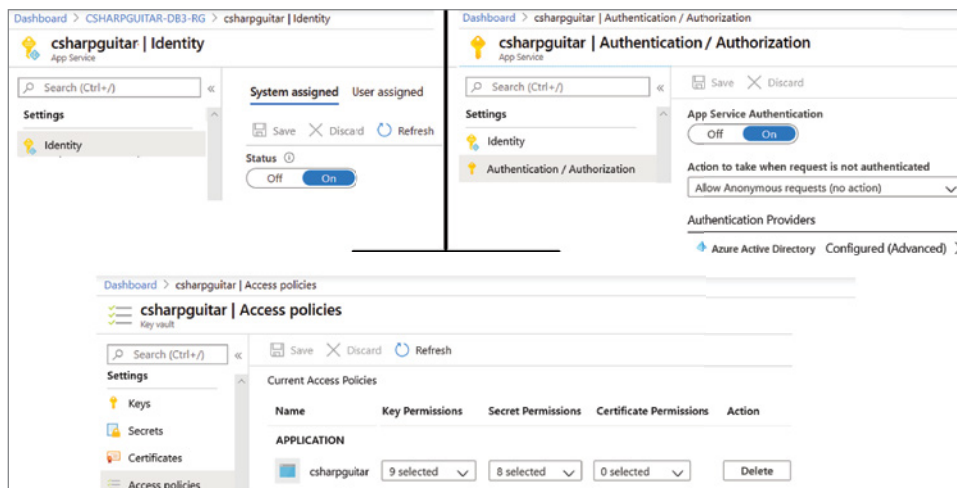 Dashboard > CSHARPGUITAR-DB3-RG > csharpguitar | Identity
csharpguitar | Identity
App Service
Search (Ctrl+/) «
Settings
Identity
System assigned User assigned
Save Discard Refresh
Status
Off On
Dashboard > csharpguitar | Authentication / Authorization
csharpguitar | Authentication / Authorization
App Service
Search (Ctrl+/) «
Settings
Identity
Authentication / Authorization
Save Discard
App Service Authentication
Off On
Action to take when request is not authenticated
Allow Anonymous requests (no action)
Authentication Providers
Azure Active Directory Configured (Advanced) >
Dashboard > csharpguitar | Access policies
csharpguitar | Access policies
Key vault
Search (Ctrl+/) «
Settings
Keys
Secrets
Certificates
Access policies
Save Discard Refresh
Current Access Policies
Name Key Permissions Secret Permissions Certificate Permissions Action
APPLICATION
csharpguitar 9 selected 8 selected 0 selected Delete